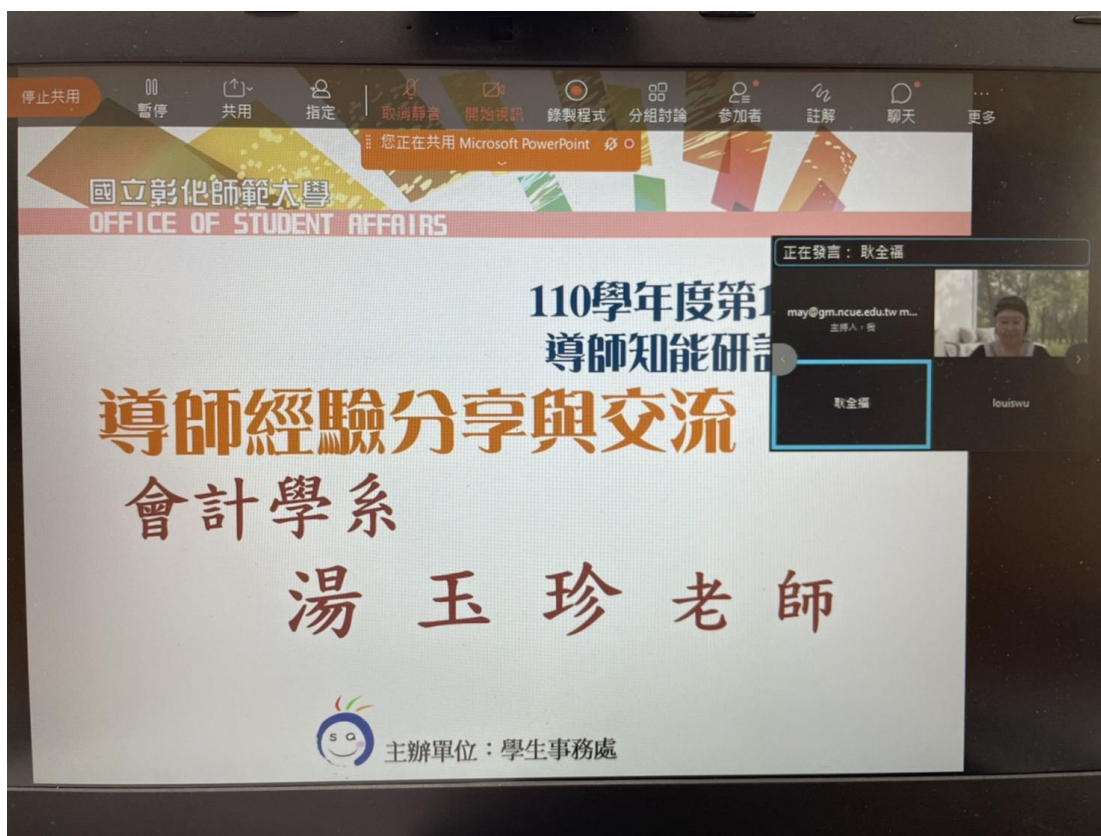 停止共用
暫停
共用
指定
取消靜音
開始視訊
錄製程式
分組討論
參加者
註解
聊天
更多
您正在共用 Microsoft PowerPoint
國立彰化師範大學
OFFICE OF STUDENT AFFAIRS
正在發言： 耿全福
may@gm.ncue.edu.tw m...
主持人，我
耿全福
louiswu
110學年度第1
導師知能研討
導師經驗分享與交流
會計學系
湯玉珍老師
S a
主辦單位：學生事務處